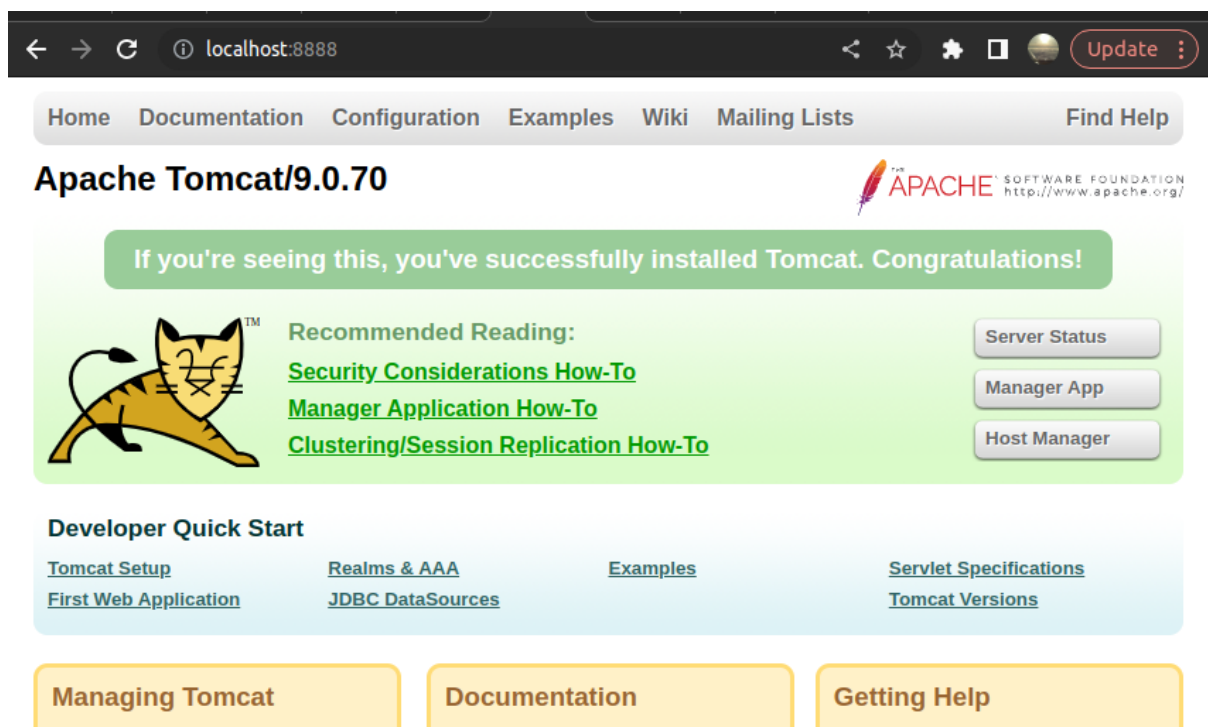 localhost:8888 Update
Home Documentation Configuration Examples Wiki Mailing Lists Find Help
Apache Tomcat/9.0.70
THE
APACHE SOFTWARE FOUNDATION
http://www.apache.org/
If you're seeing this, you've successfully installed Tomcat. Congratulations!
TM
Recommended Reading:
Security Considerations How-To
Manager Application How-To
Clustering/Session Replication How-To
Server Status
Manager App
Host Manager
Developer Quick Start
Tomcat Setup Realms & AAA Examples Servlet Specifications
First Web Application JDBC DataSources Tomcat Versions
Managing Tomcat Documentation Getting Help